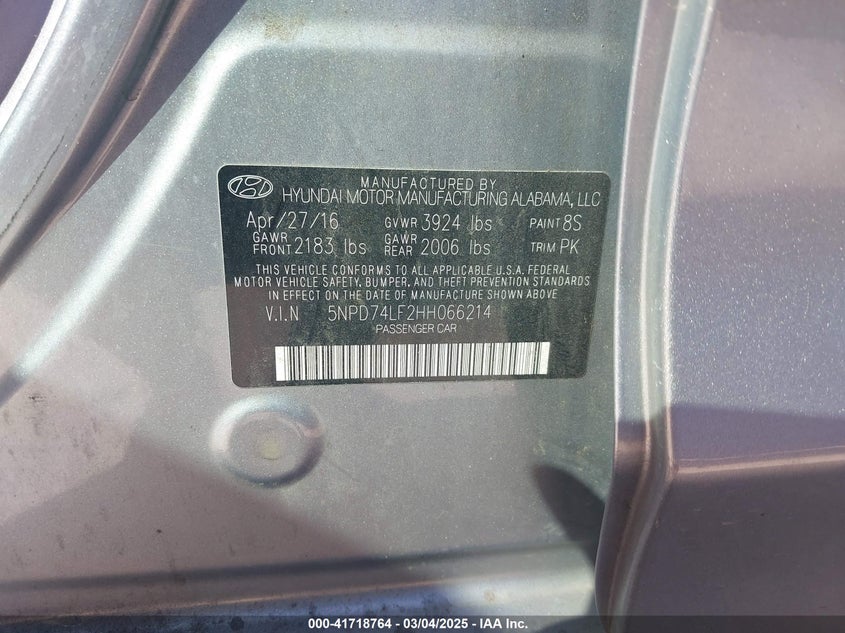 MANUFACTURED BY
HYUNDAI MOTOR MANUFACTURING ALABAMA, LLC
Apr/27/16 GVWR 3924 lbs PAINT 8S
GAWR FRONT 2183 lbs GAWR REAR 2006 lbs TRIM PK
THIS VEHICLE CONFORMS TO ALL APPLICABLE U.S.A. FEDERAL
MOTOR VEHICLE SAFETY, BUMPER, AND THEFT PREVENTION STANDARDS
IN EFFECT ON THE DATE OF MANUFACTURE SHOWN ABOVE
V.I.N 5NPD74LF2HH066214
PASSENGER CAR
000-41718764 — 03/04/2025 — IAA Inc.